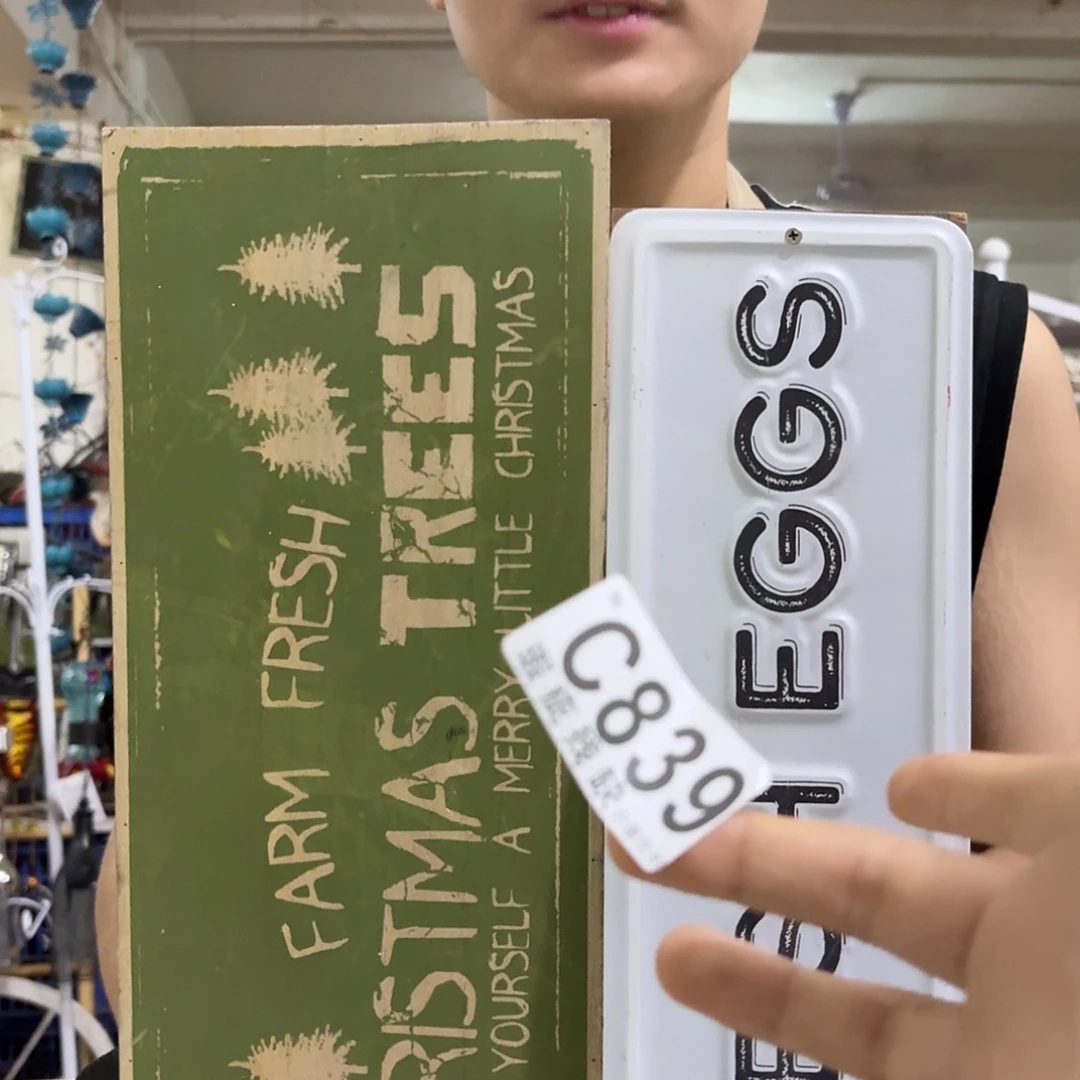 FARM FRESH
RISTMAS TREES
YOURSELF A MERRY LITTLE CHRISTMAS
EGGS
C839